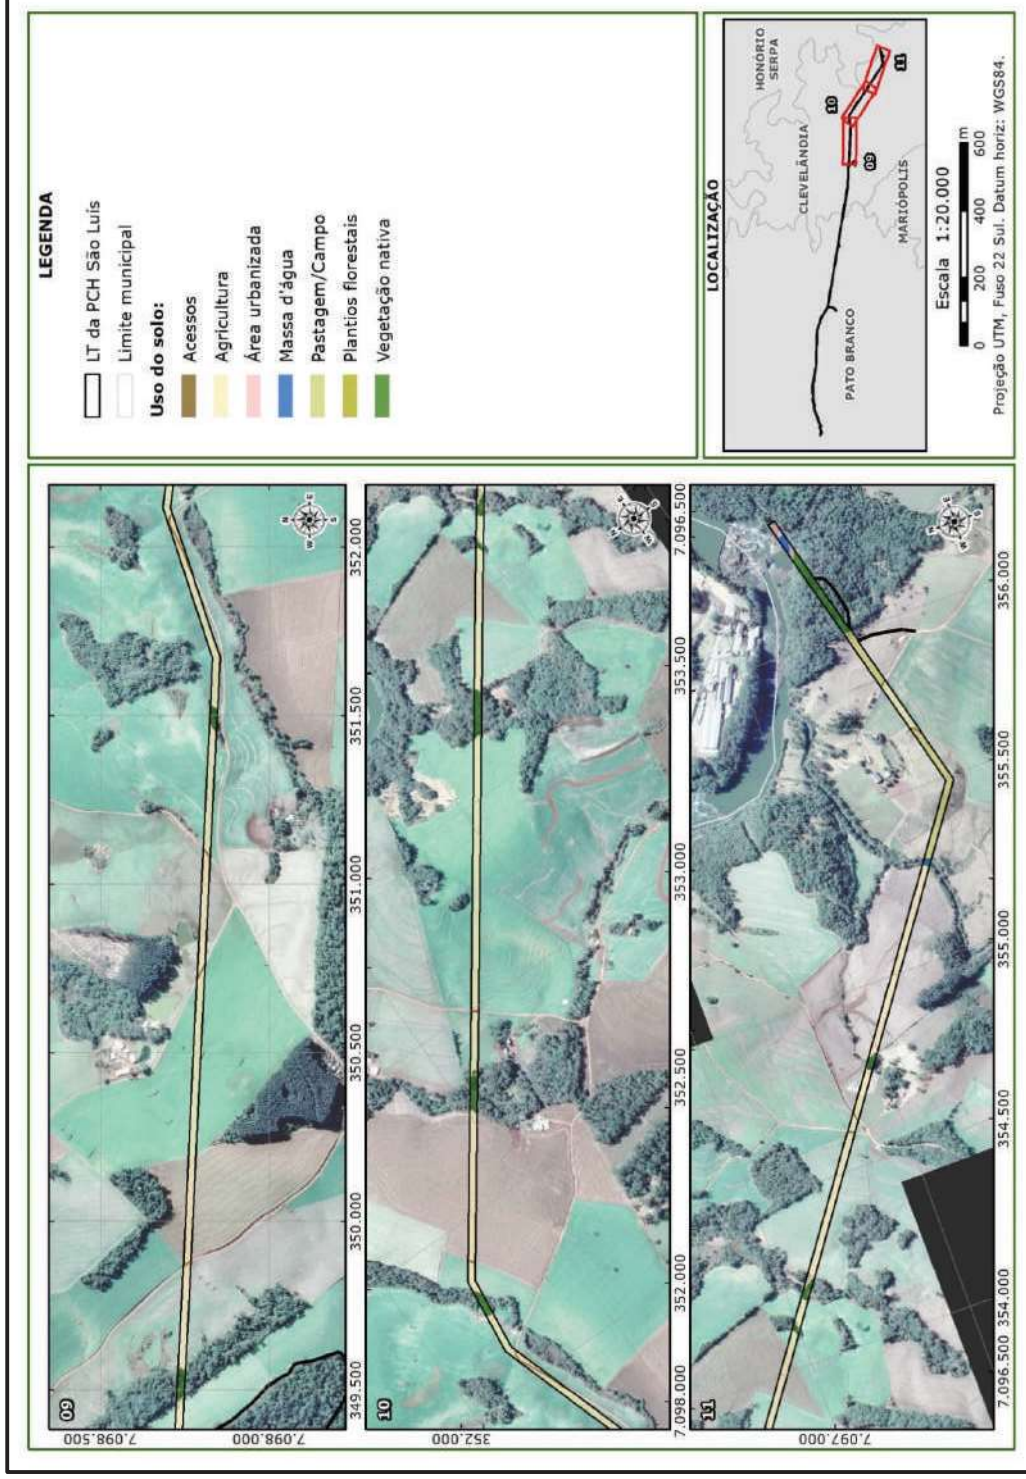 LEGENDA
LT da PCH São Luís
Limite municipal
Uso do solo:
Acessos
Agricultura
Área urbanizada
Massa d'água
Pastagem/Campo
Plantios florestais
Vegetação nativa
LOCALIZAÇÃO
HONÓRIO
SERPA
CLEVELÂNDIA
MARIÓPOLIS
PATO BRANCO
09
10
11
Escala 1:20.000
0 200 400 600
m
Projeção UTM, Fuso 22 Sul. Datum horiz: WGS84.
09
7.098.500
7.098.000
349.500 350.000 350.500 351.000 351.500 352.000
N
W E
S
10
352.000
7.098.000 352.000 352.500 353.000 353.500 7.096.500
N
E
S
11
7.097.000
7.096.500 354.000 354.500 355.000 355.500 356.000
N
E
W
S